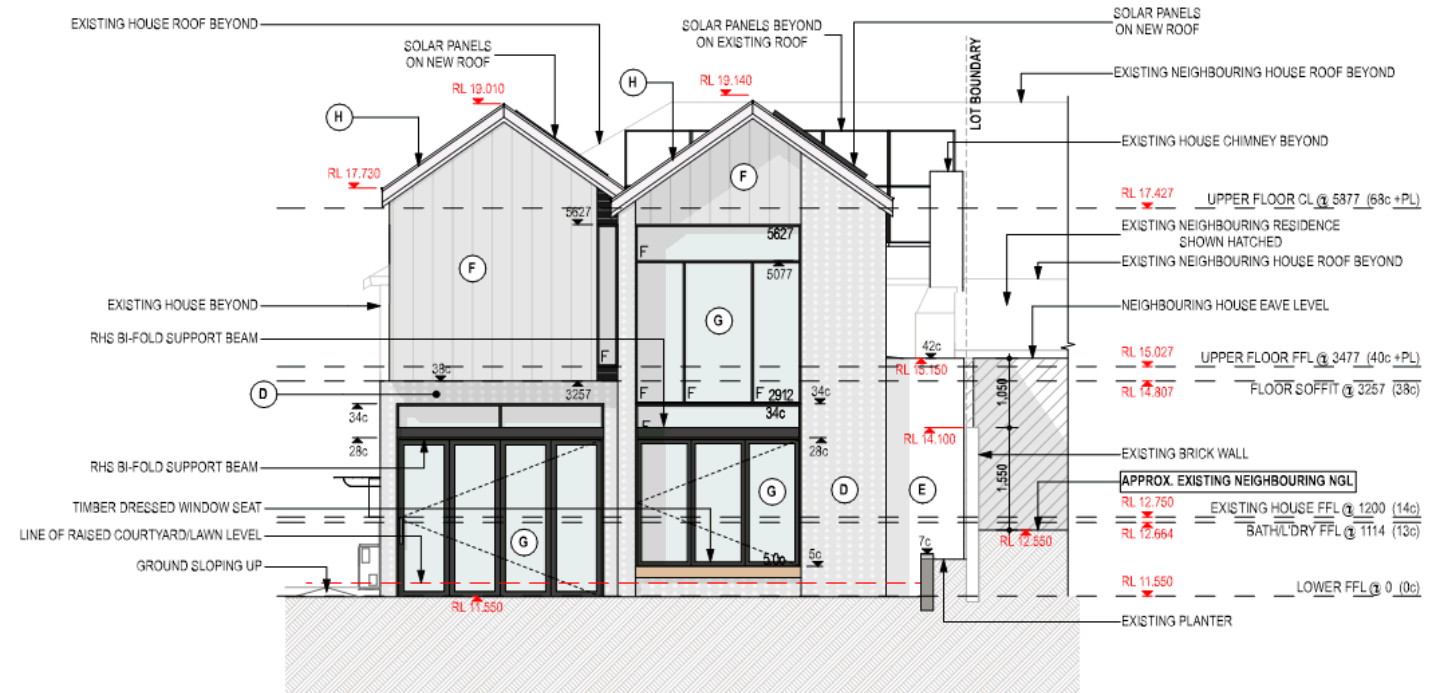 EXISTING HOUSE ROOF BEYOND
SOLAR PANELS
ON NEW ROOF
SOLAR PANELS BEYOND
ON EXISTING ROOF
SOLAR PANELS
ON NEW ROOF
LOT BOUNDARY
EXISTING NEIGHBOURING HOUSE ROOF BEYOND
RL 19.010
RL 19.140
H
H
EXISTING HOUSE CHIMNEY BEYOND
RL 17.730
F
RL 17.427
UPPER FLOOR CL @ 5877 (68c +PL)
5627
5627
F
EXISTING NEIGHBOURING RESIDENCE
SHOWN HATCHED
F
5077
EXISTING NEIGHBOURING HOUSE ROOF BEYOND
EXISTING HOUSE BEYOND
G
NEIGHBOURING HOUSE EAVE LEVEL
RHS BI-FOLD SUPPORT BEAM
F
42c
RL 15.150
RL 15.027
UPPER FLOOR FFL @ 3477 (40c +PL)
38c
3257
D
F
F
F
2912
34c
RL 14.807
FLOOR SOFFIT @ 3257 (38c)
1,050
34c
34c
F
28c
28c
RL 14.100
RHS BI-FOLD SUPPORT BEAM
EXISTING BRICK WALL
1,550
APPROX. EXISTING NEIGHBOURING NGL
G
D
E
TIMBER DRESSED WINDOW SEAT
RL 12.750
EXISTING HOUSE FFL @ 1200 (14c)
LINE OF RAISED COURTYARD/LAWN LEVEL
G
RL 12.664
BATH/L'DRY FFL @ 1114 (13c)
RL 12.550
7c
5.0c
5c
GROUND SLOPING UP
RL 11.550
LOWER FFL @ 0 (0c)
RL 11.550
EXISTING PLANTER